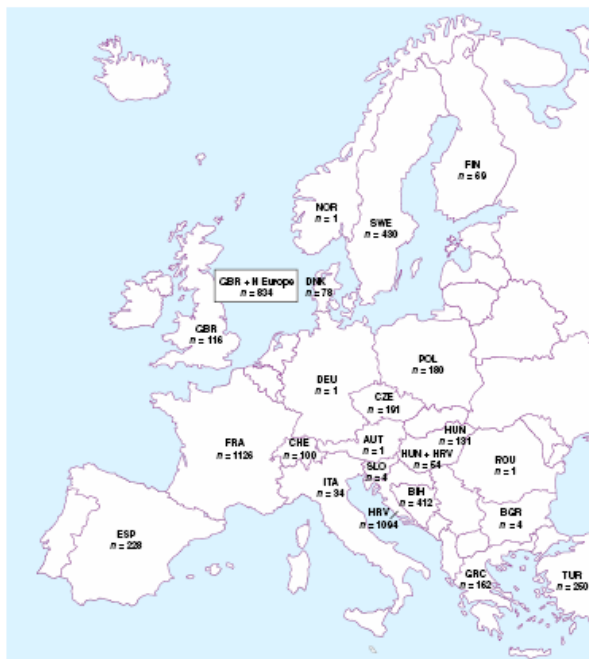 FIN
n = 69
NOR
n = 1
SWE
n = 430
GBR + N Europe
n = 834
DNK
n = 78
GBR
n = 116
POL
n = 180
DEU
n = 1
CZE
n = 191
HUN
n = 131
FRA
n = 1126
CHE
n = 100
AUT
n = 1
HUN + HRV
n = 54
ROU
n = 1
SLO
n = 4
ITA
n = 34
BIH
n = 412
HRV
n = 1094
BGR
n = 4
ESP
n = 228
GRC
n = 162
TUR
n = 250